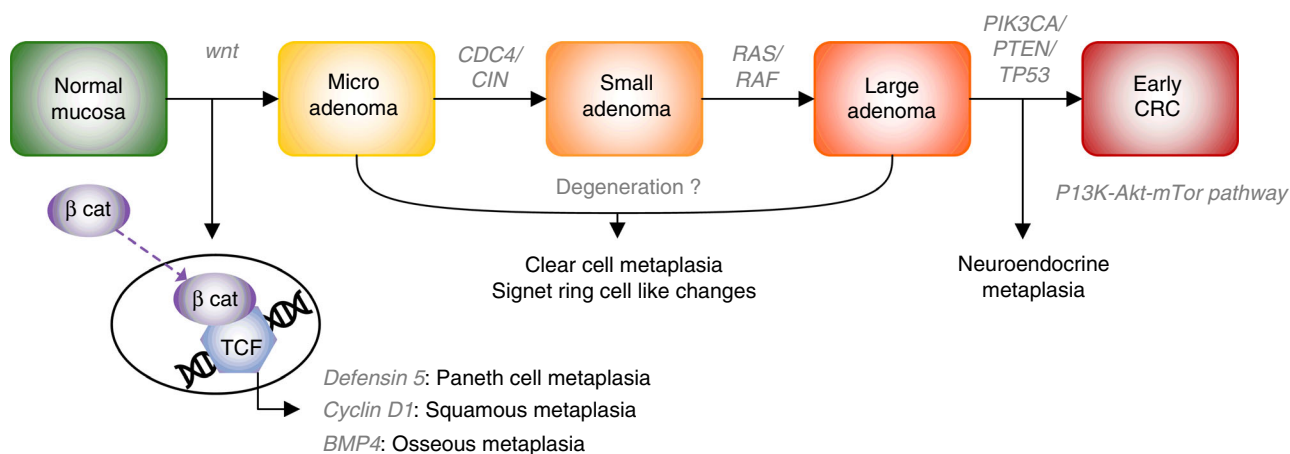 Normal
mucosa
wnt
Micro
adenoma
CDC4/
CIN
Small
adenoma
RAS/
RAF
Large
adenoma
PIK3CA/
PTEN/
TP53
Early
CRC
Degeneration ?
P13K-Akt-mTor pathway
β cat
β cat
TCF
Clear cell metaplasia
Signet ring cell like changes
Neuroendocrine
metaplasia
Defensin 5: Paneth cell metaplasia
Cyclin D1: Squamous metaplasia
BMP4: Osseous metaplasia